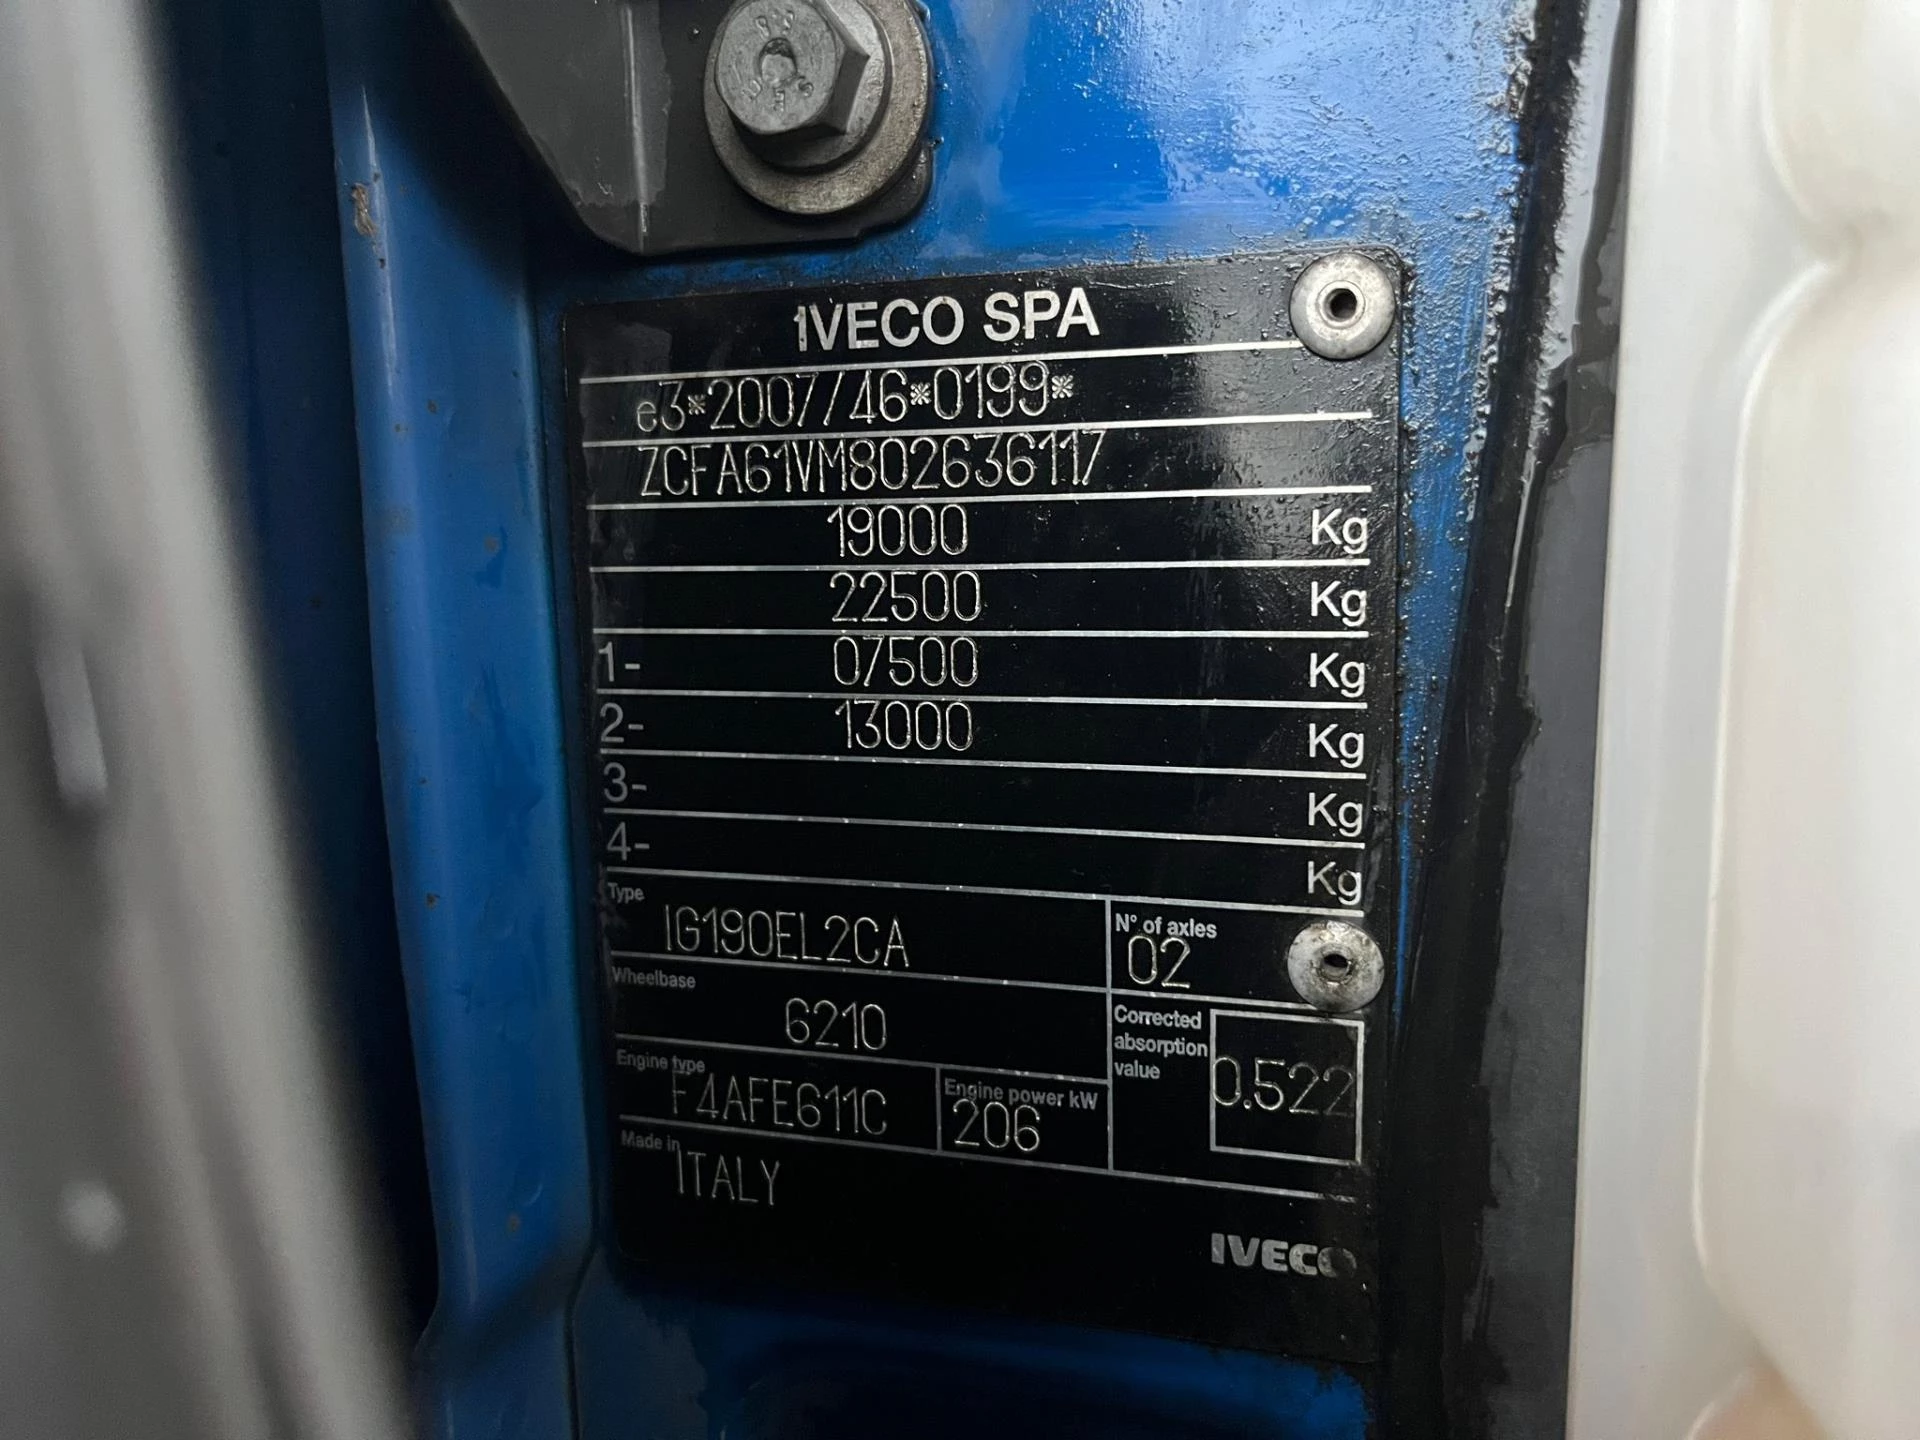 IVECO SPA
e3*2007/46*0199*
ZCFA61VM802636117
19000 Kg
22500 Kg
1- 07500 Kg
2- 13000 Kg
3- Kg
4- Kg
Type
IG190EL2CA
N° of axles
02
Wheelbase
6210
Corrected
absorption
value
0.522
Engine type
F4AFE611C
Engine power kW
206
Made in
ITALY
IVECO